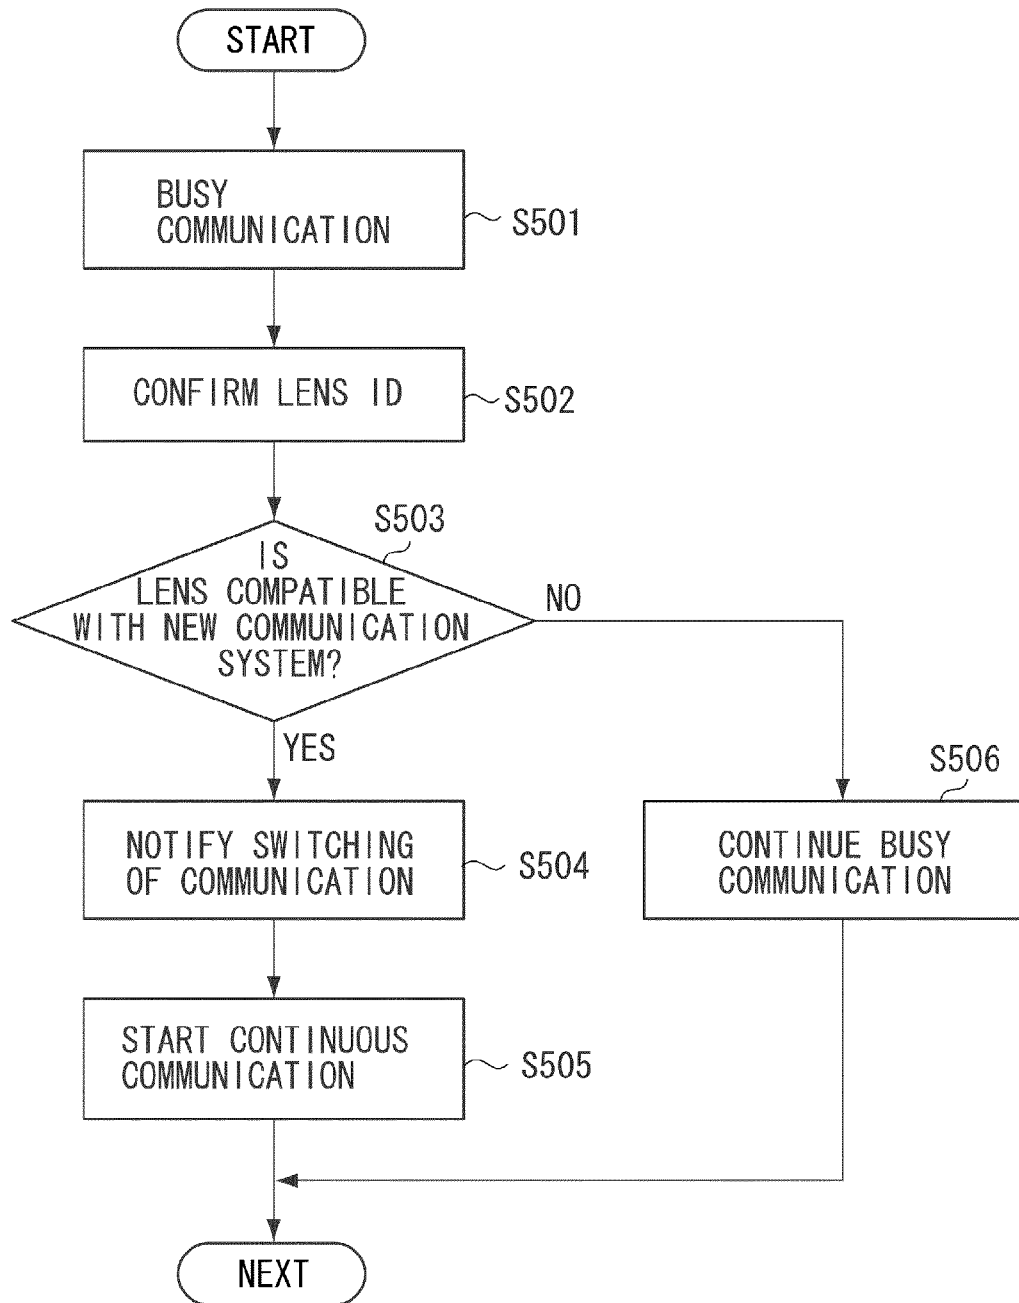 START
BUSY
COMMUNICATION
S501
CONFIRM LENS ID
S502
S503
IS
LENS COMPATIBLE
WITH NEW COMMUNICATION
SYSTEM?
NO
YES
S506
NOTIFY SWITCHING
OF COMMUNICATION
S504
CONTINUE BUSY
COMMUNICATION
START CONTINUOUS
COMMUNICATION
S505
NEXT